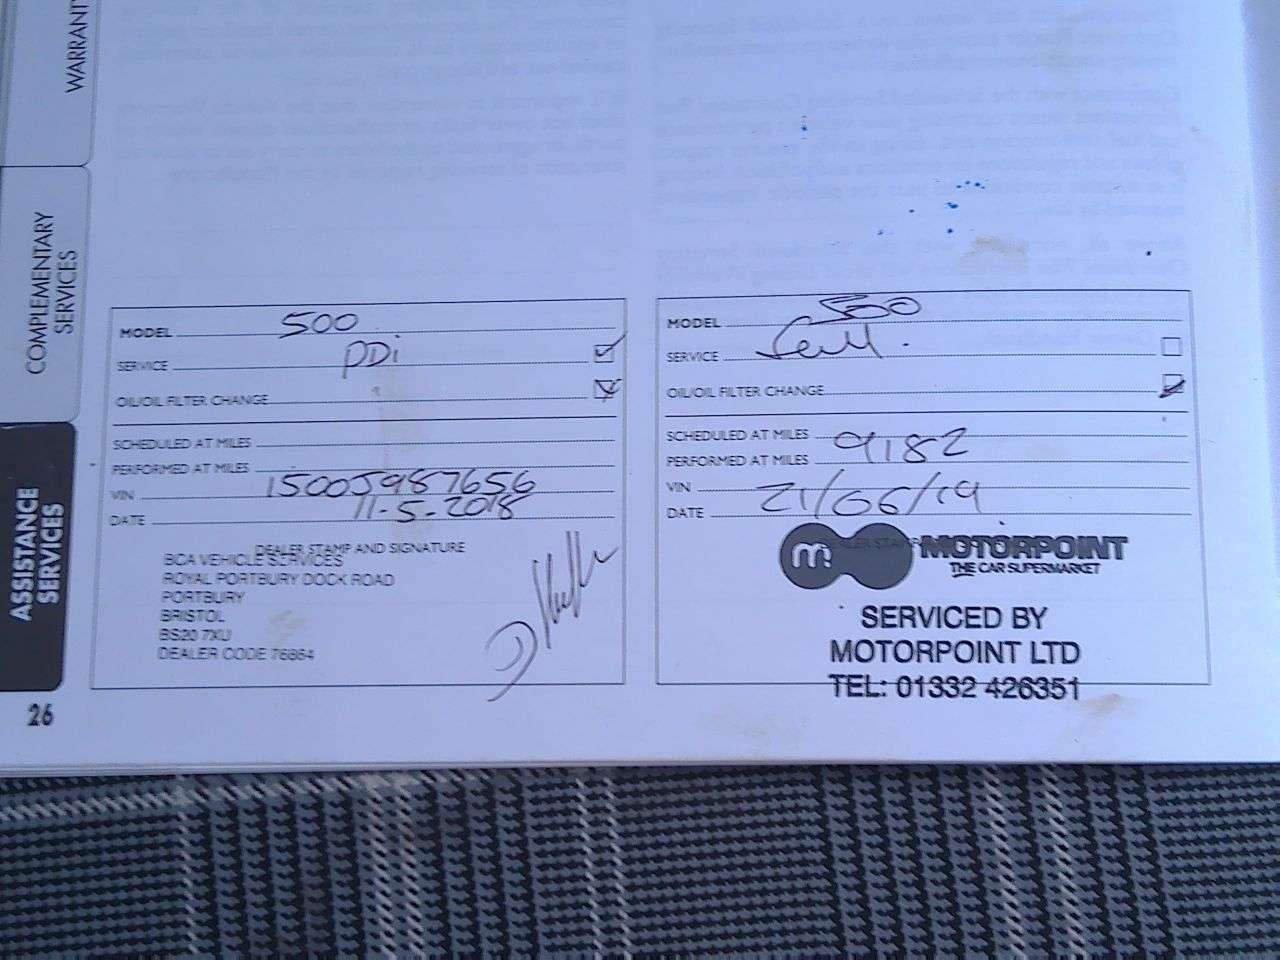 WARRANT
COMPLEMENTARY
SERVICES
ASSISTANCE
SERVICES
26
MODEL 500
SERVICE PDi
OIL/OIL FILTER CHANGE
SCHEDULED AT MILES
PERFORMED AT MILES
VIN 15005987656
DATE 11-5-2018
DEALER STAMP AND SIGNATURE
BCA VEHICLE SERVICES
ROYAL PORTBURY DOCK ROAD
PORTBURY
BRISTOL
BS20 7XU
DEALER CODE 76864
MODEL 500
SERVICE
OIL/OIL FILTER CHANGE
SCHEDULED AT MILES
PERFORMED AT MILES 9182
VIN
DATE 21/06/19
DEALER STAMP
m! MOTORPOINT
THE CAR SUPERMARKET
SERVICED BY
MOTORPOINT LTD
TEL: 01332 426351